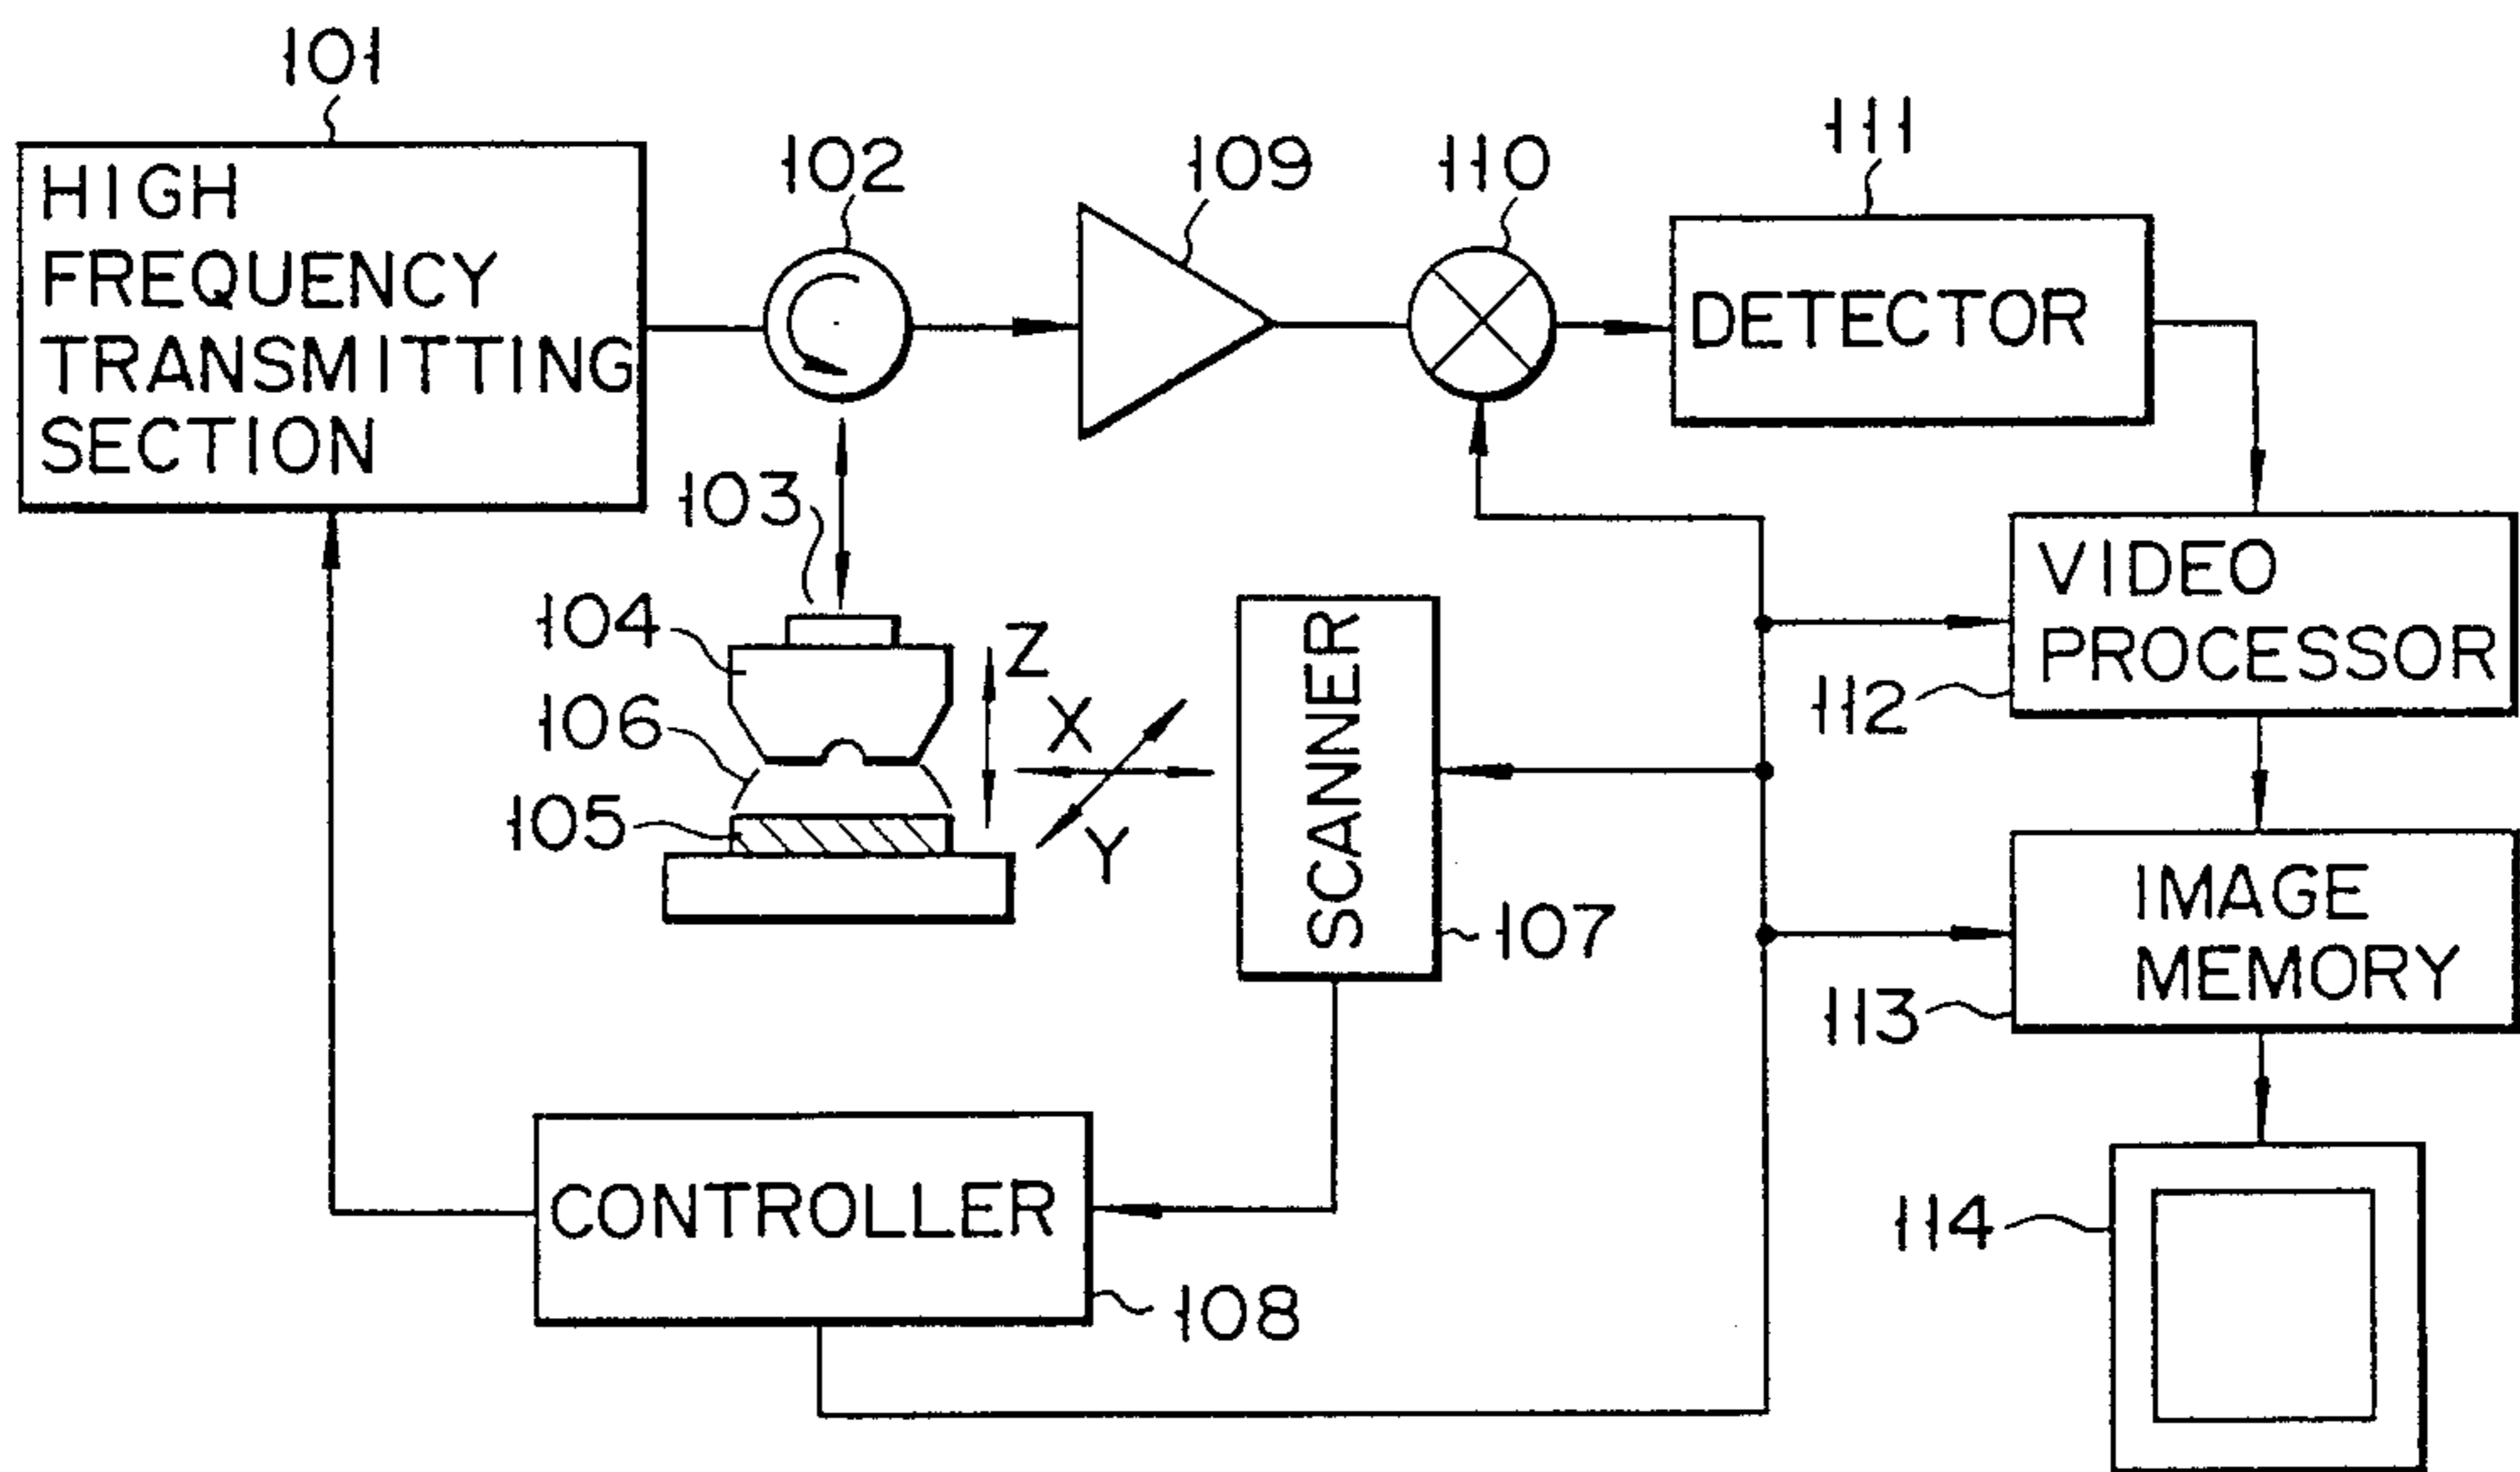 101
HIGH
FREQUENCY
TRANSMITTING
SECTION
102
109
110
111
DETECTOR
103
104
106
105
Z
X
Y
SCANNER
107
VIDEO
PROCESSOR
112
IMAGE
MEMORY
113
CONTROLLER
108
114